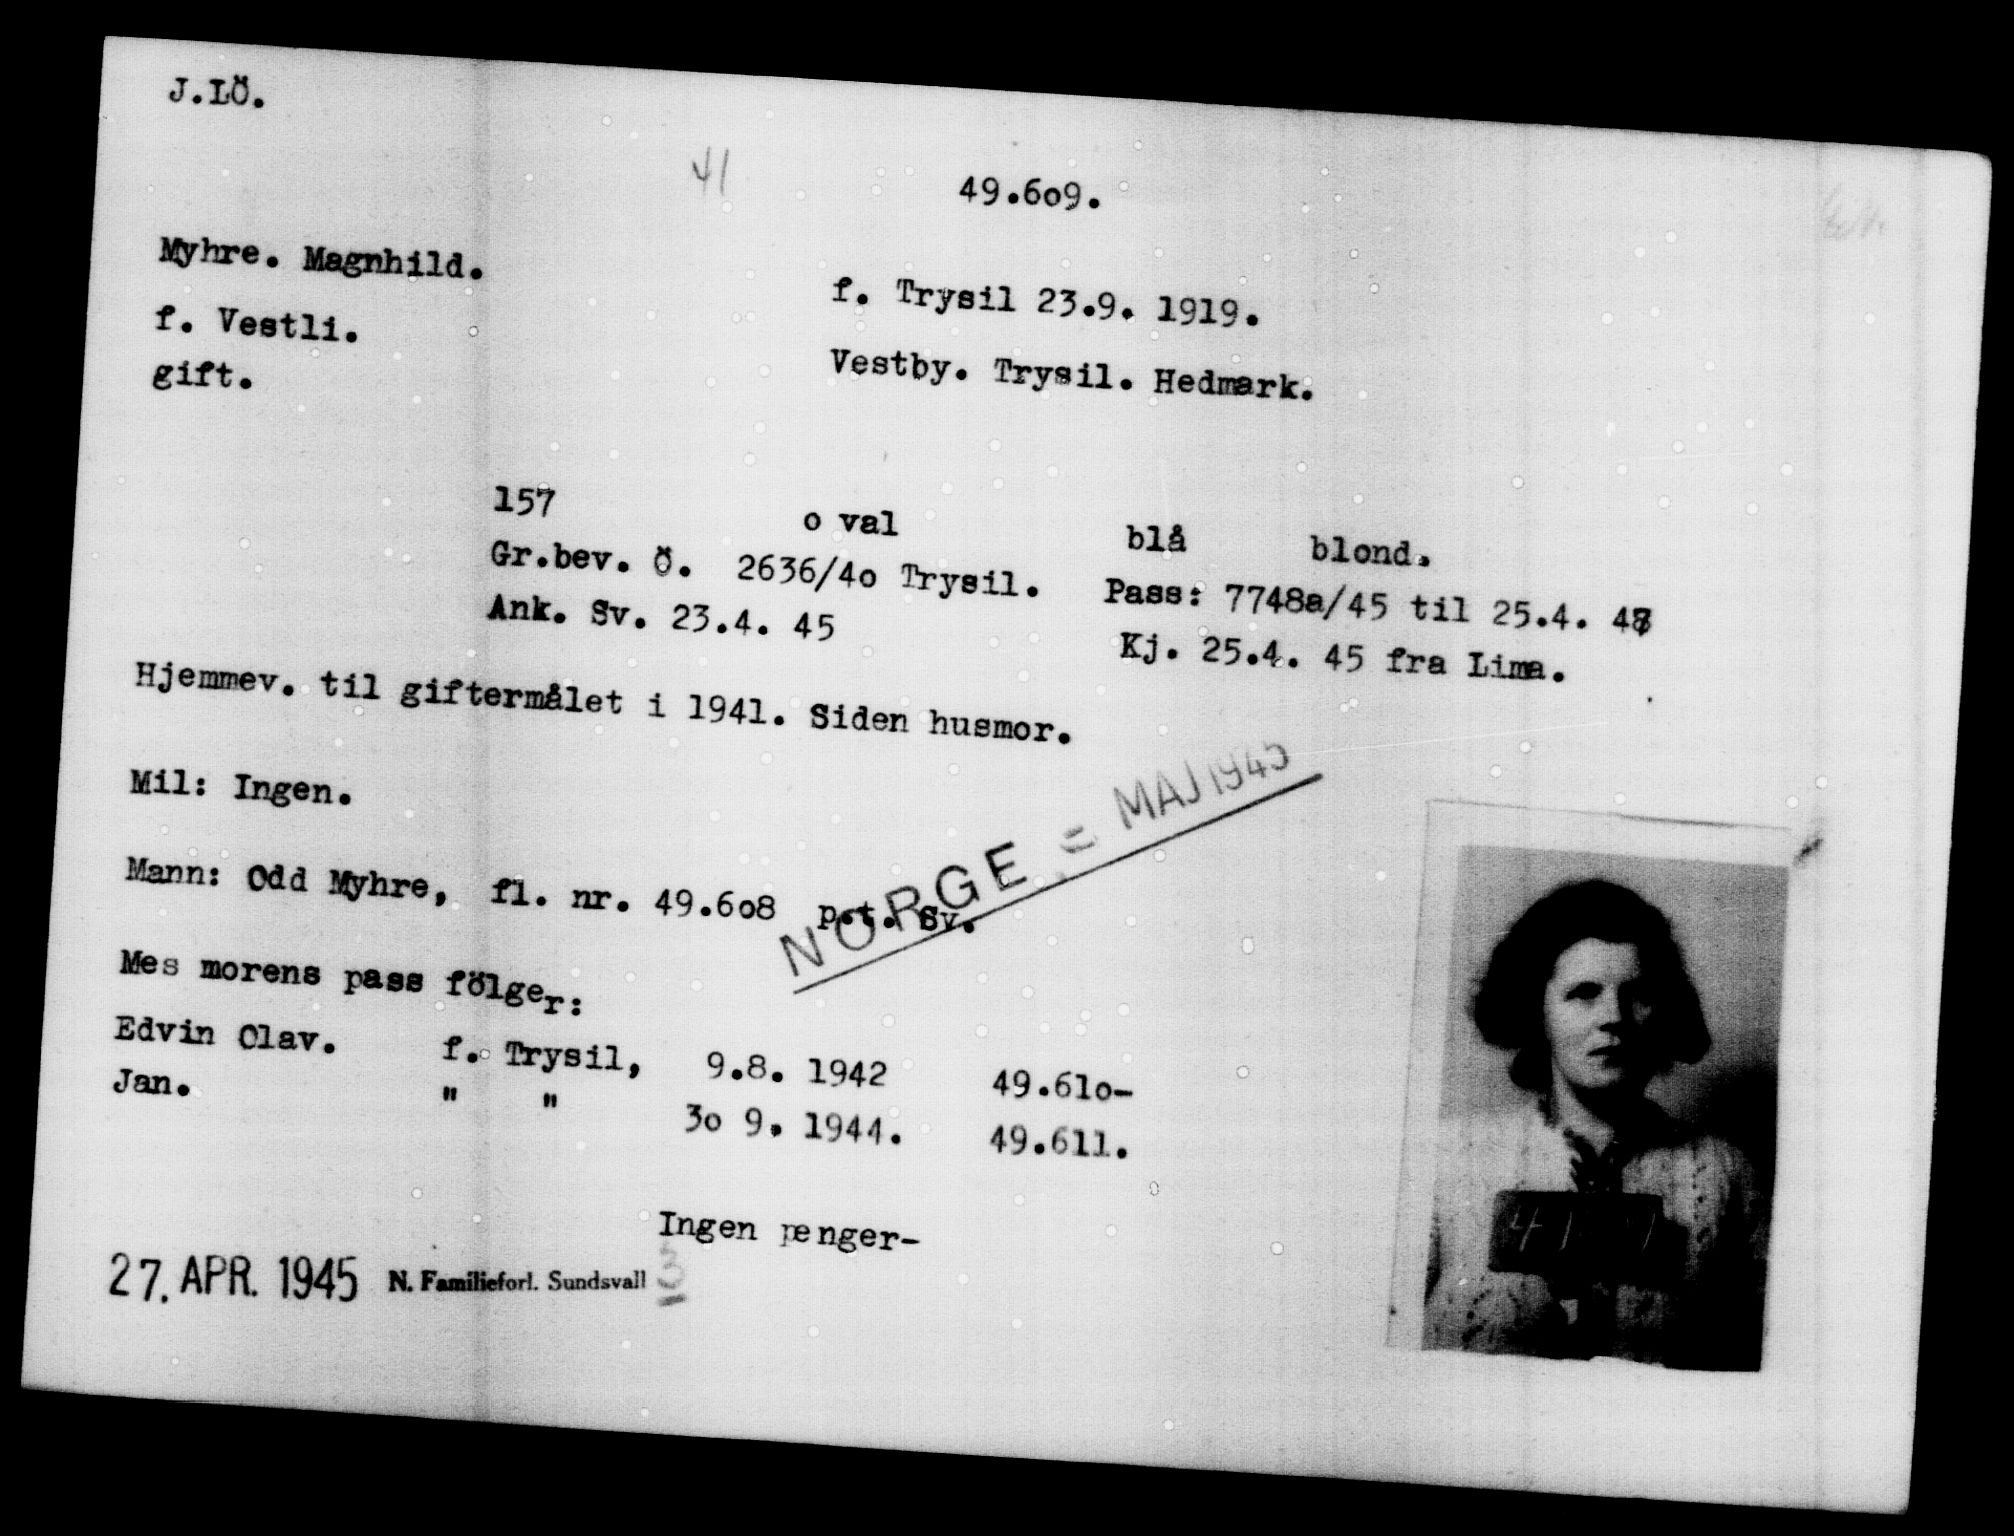 J.LÖ.
41
49.6o9.
Myhre. Magnhild.
f. Trysil 23.9. 1919.
f. Vestli.
Vestby. Trysil. Hedmark.
gift.
157 o val blå blond.
Gr.bev. Ö. 2636/4o Trysil. Pass: 7748a/45 til 25.4.
Ank. Sv. 23.4. 45 Kj. 25.4. 45 fra Lima.
Hjemmev. til giftermålet i 1941. Siden husmor.
Mil: Ingen.
NORGE = MAJ 1945
Mann: Odd Myhre, fl. nr. 49.6o8 p.t. Sv.
Mes morens pass fölger:
Edvin Olav. f. Trysil, 9.8. 1942 49.61o-
Jan. " " 3o 9. 1944. 49.611.
Ingen penger-
27. APR. 1945 N. Familieforl. Sundsvall 3